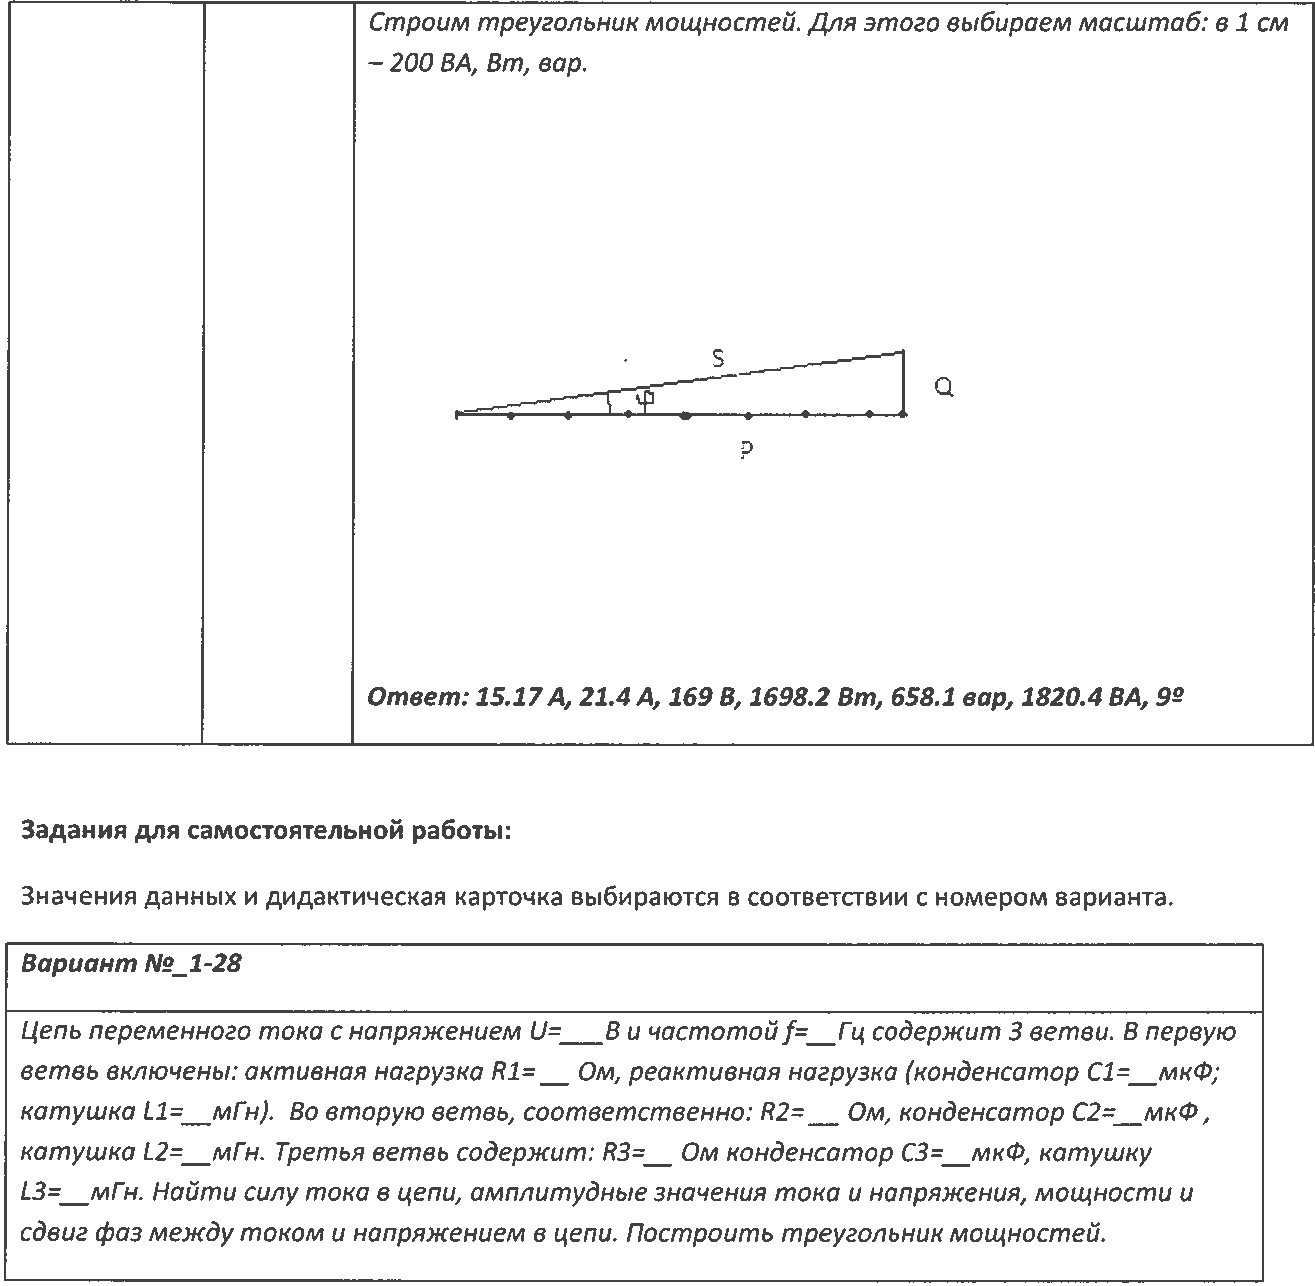 Строим треугольник мощностей. Для этого выбираем масштаб: в 1 см
– 200 ВА, Вт, вар.
S
φ
Q
P
Ответ: 15.17 А, 21.4 А, 169 В, 1698.2 Вт, 658.1 вар, 1820.4 ВА, 9º
Задания для самостоятельной работы:
Значения данных и дидактическая карточка выбираются в соответствии с номером варианта.
Вариант №_1-28
Цепь переменного тока с напряжением U=___В и частотой f=__Гц содержит 3 ветви. В первую
ветвь включены: активная нагрузка R1= __ Ом, реактивная нагрузка (конденсатор C1=__мкФ;
катушка L1=__мГн). Во вторую ветвь, соответственно: R2= __ Ом, конденсатор C2=__мкФ ,
катушка L2=__мГн. Третья ветвь содержит: R3=__ Ом конденсатор C3=__мкФ, катушку
L3=__мГн. Найти силу тока в цепи, амплитудные значения тока и напряжения, мощности и
сдвиг фаз между током и напряжением в цепи. Построить треугольник мощностей.